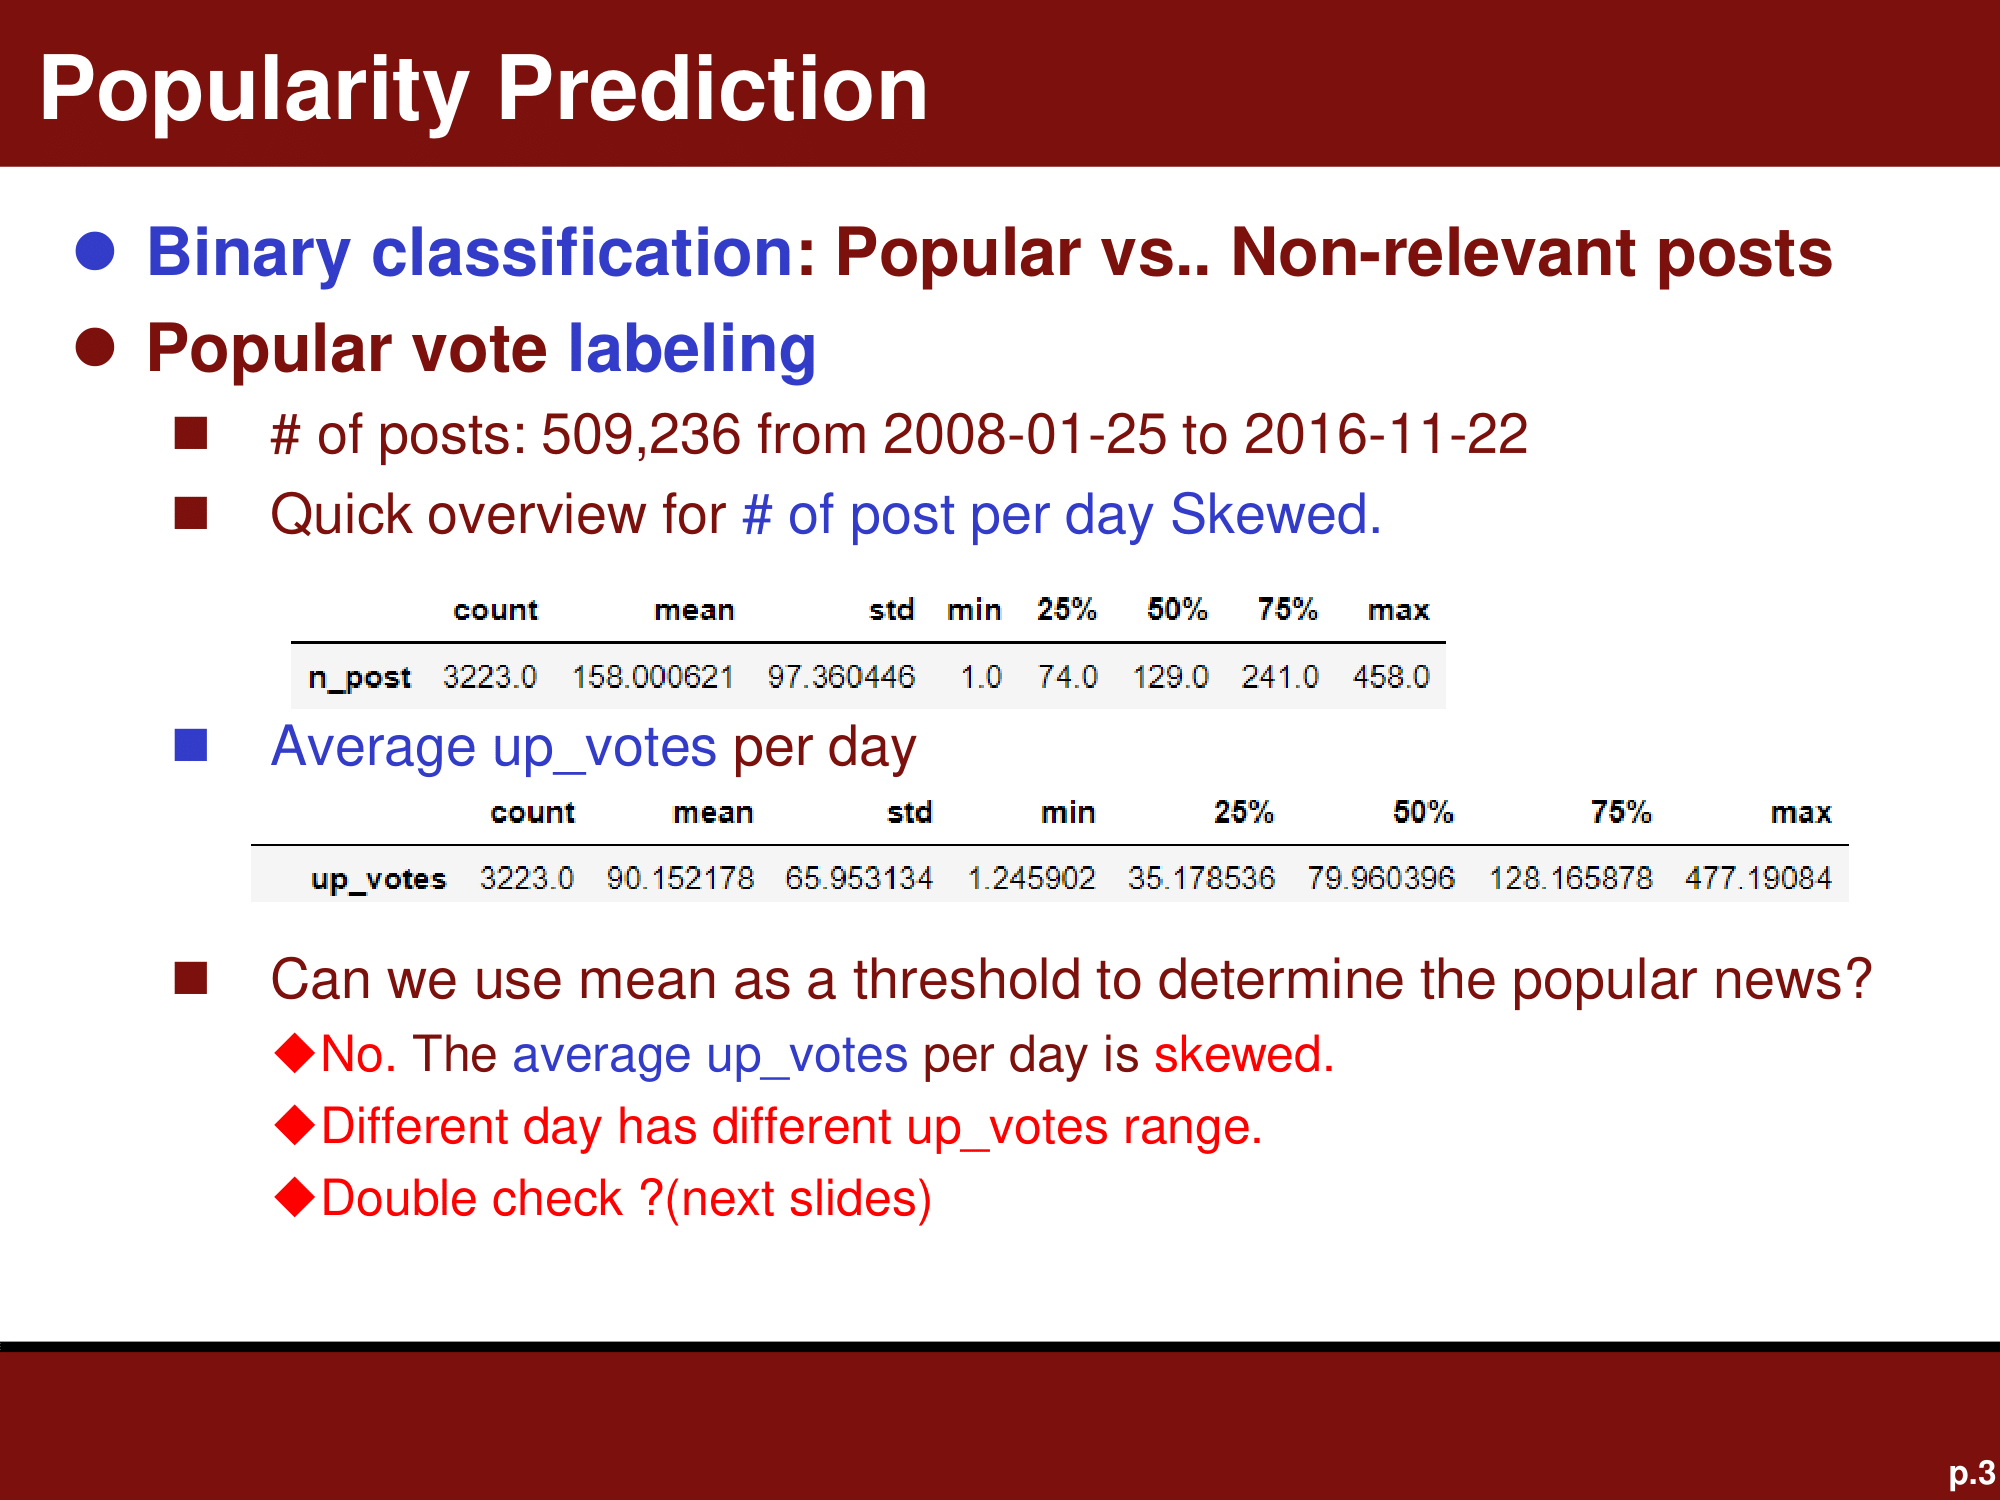 Popularity Prediction
Binary classification: Popular vs.. Non-relevant posts
Popular vote labeling
# of posts: 509,236 from 2008-01-25 to 2016-11-22
Quick overview for # of post per day Skewed.
count mean std min 25% 50% 75% max
n_post 3223.0 158.000621 97.360446 1.0 74.0 129.0 241.0 458.0
Average up_votes per day
count mean std min 25% 50% 75% max
up_votes 3223.0 90.152178 65.953134 1.245902 35.178536 79.960396 128.165878 477.19084
Can we use mean as a threshold to determine the popular news?
No. The average up_votes per day is skewed.
Different day has different up_votes range.
Double check ?(next slides)
p.3